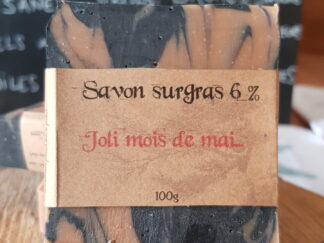 Savon surgras 6 %
Joli mois de mai...
100g